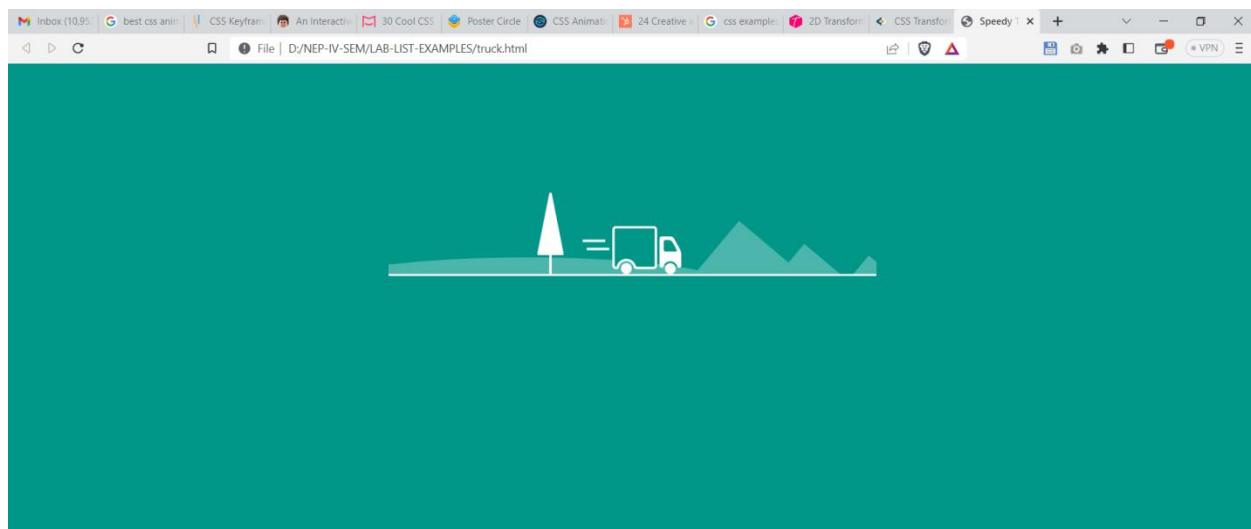 Inbox (10,95
best css anim
CSS Keyfram
An Interactiv
30 Cool CSS
Poster Circle
CSS Animati
24 Creative a
css example
2D Transform
CSS Transfor
Speedy T
File | D:/NEP-IV-SEM/LAB-LIST-EXAMPLES/truck.html
VPN